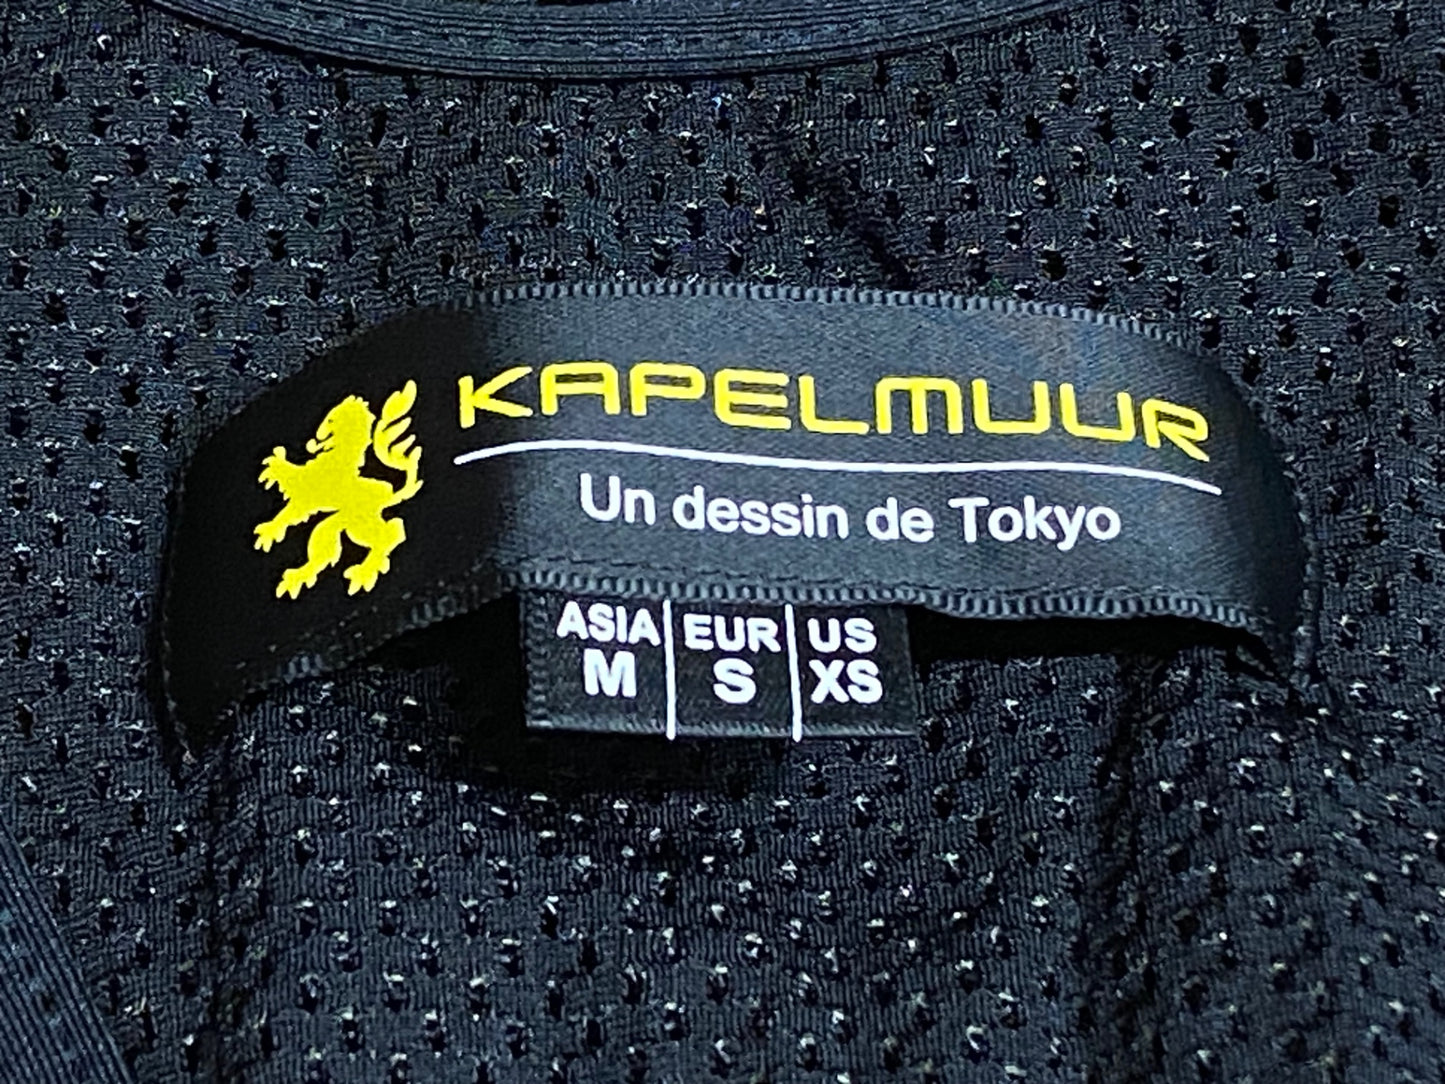 KAPELMUUR
Un dessin de Tokyo
ASIA EUR US
M S XS